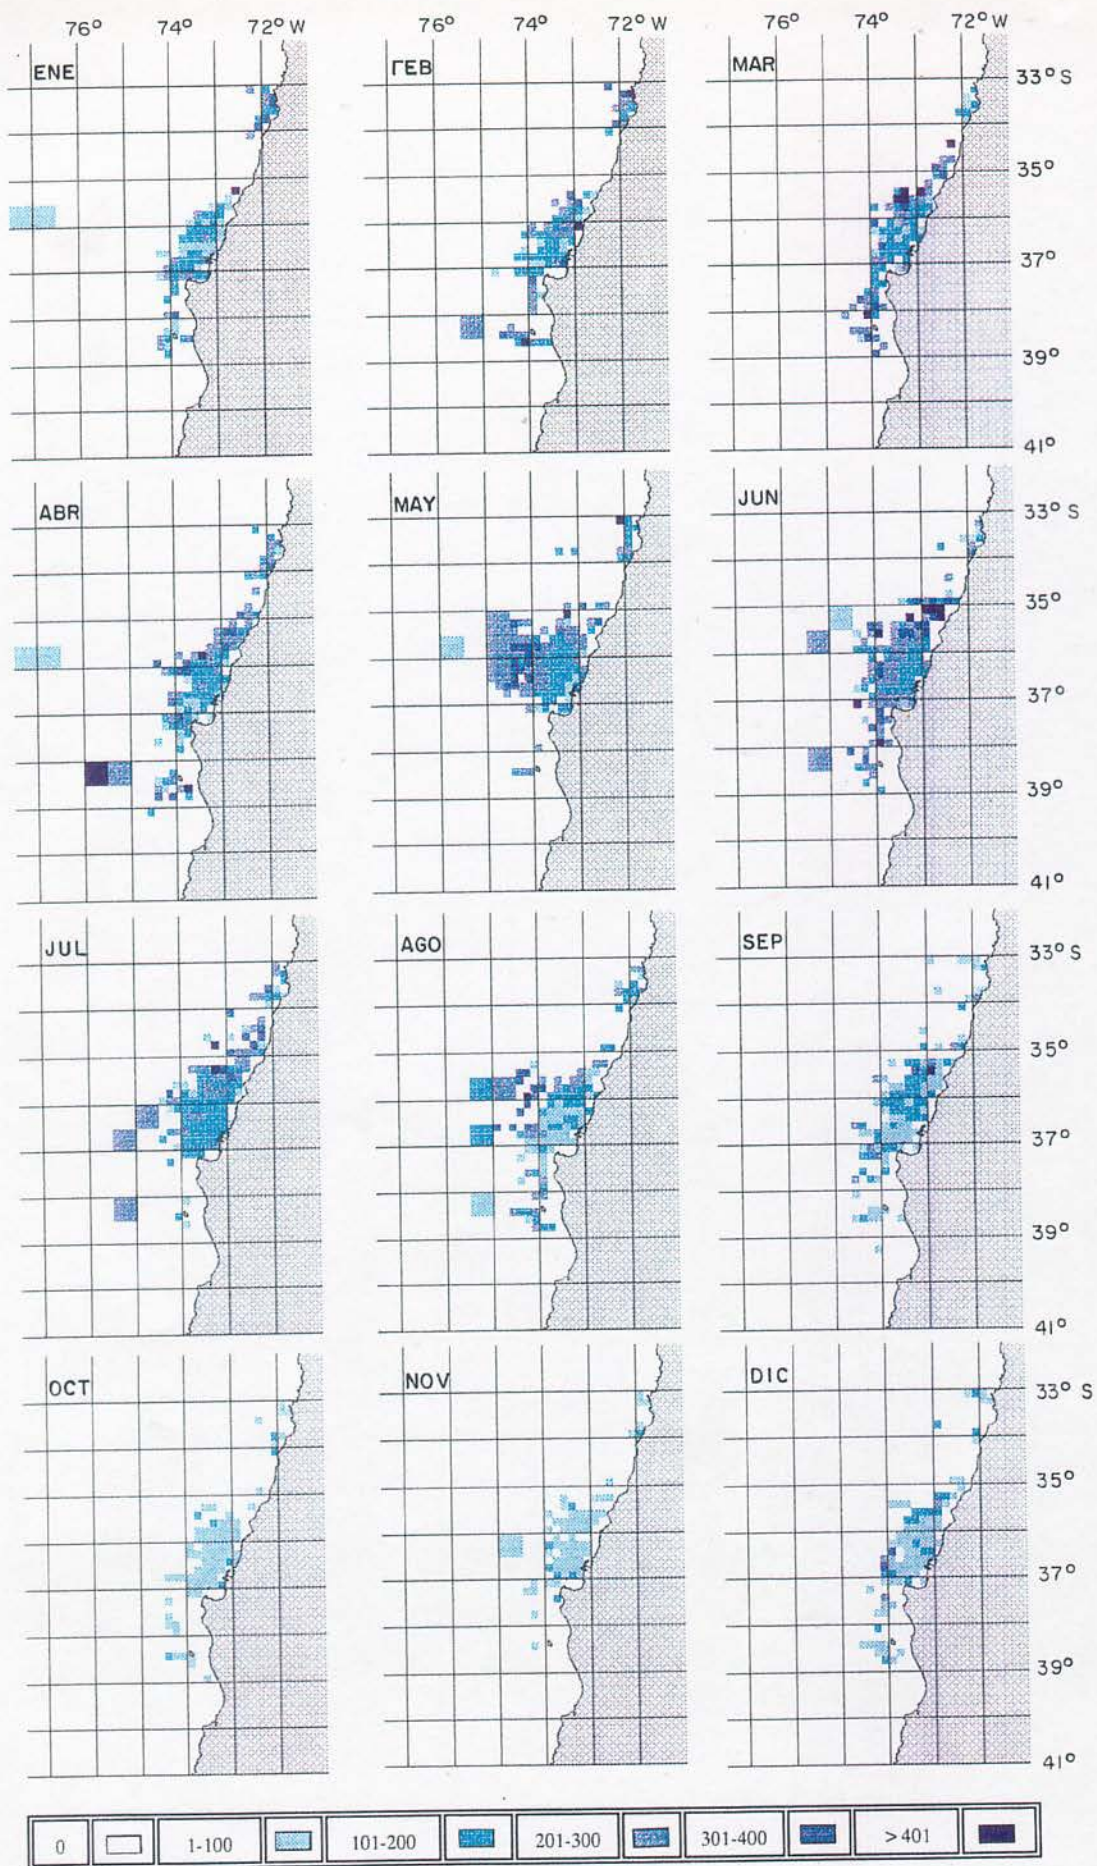 76° 74° 72° W 76° 74° 72° W 76° 74° 72° W
ENE ΓEB MAR 33° S
35°
37°
39°
41°
ABR MAY JUN 33° S
35°
37°
39°
41°
JUL AGO SEP 33° S
35°
37°
39°
41°
OCT NOV DIC 33° S
35°
37°
39°
41°
0 1-100 101-200 201-300 301-400 >401